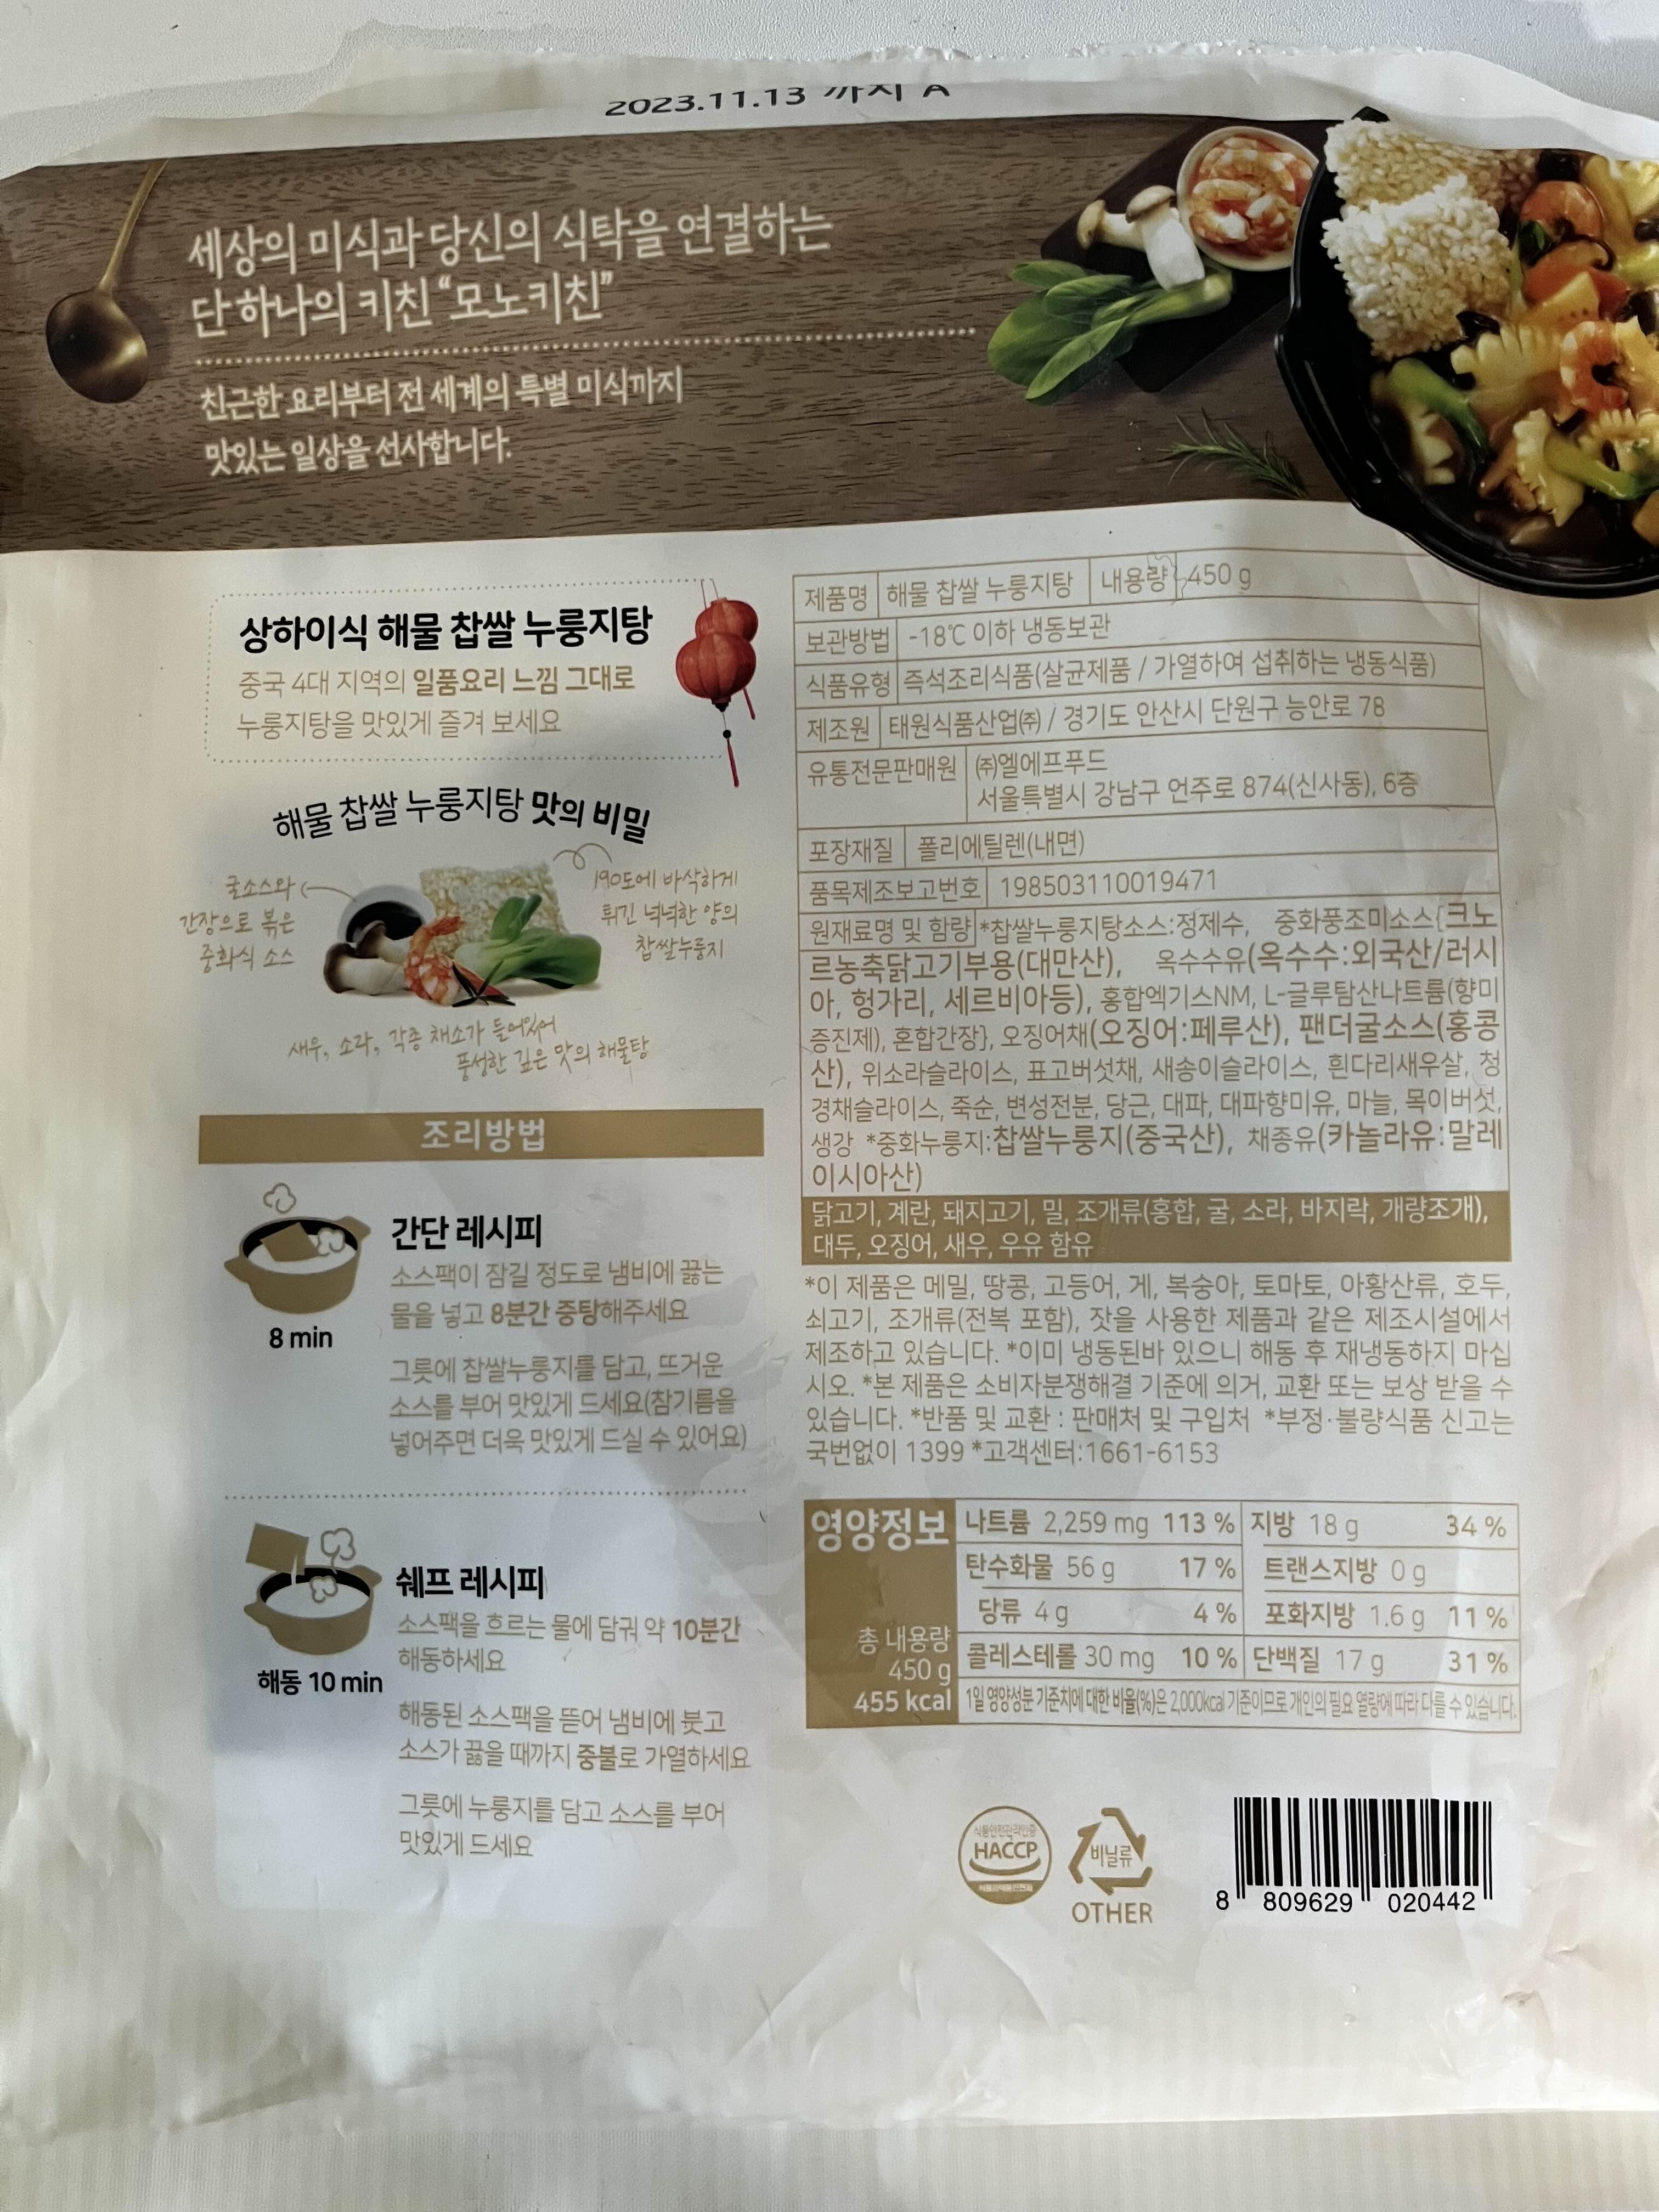 2023.11.13 까지 A
세상의 미식과 당신의 식탁을 연결하는
단 하나의 키친 “모노키친”
친근한 요리부터 전 세계의 특별 미식까지
맛있는 일상을 선사합니다.
상하이식 해물 찹쌀 누룽지탕
중국 4대 지역의 일품요리 느낌 그대로
누룽지탕을 맛있게 즐겨 보세요
해물 찹쌀 누룽지탕 맛의 비밀
굴소스와
간장으로 볶은
중화식 소스
190도에 바삭하게
튀긴 넉넉한 양의
찹쌀누룽지
새우, 소라, 각종 채소가 들어있어
풍성한 깊은 맛의 해물탕
조리방법
간단 레시피
소스팩이 잠길 정도로 냄비에 끓는
물을 넣고 8분간 중탕해주세요
8 min
그릇에 찹쌀누룽지를 담고, 뜨거운
소스를 부어 맛있게 드세요(참기름을
넣어주면 더욱 맛있게 드실 수 있어요)
쉐프 레시피
소스팩을 흐르는 물에 담궈 약 10분간
해동하세요
해동 10 min
해동된 소스팩을 뜯어 냄비에 붓고
소스가 끓을 때까지 중불로 가열하세요
그릇에 누룽지를 담고 소스를 부어
맛있게 드세요
제품명 해물 찹쌀 누룽지탕 내용량 450 g
보관방법 -18℃ 이하 냉동보관
식품유형 즉석조리식품(살균제품 / 가열하여 섭취하는 냉동식품)
제조원 태원식품산업㈜ / 경기도 안산시 단원구 능안로 78
유통전문판매원 ㈜엘에프푸드
서울특별시 강남구 언주로 874(신사동), 6층
포장재질 폴리에틸렌(내면)
품목제조보고번호 198503110019471
원재료명 및 함량 *찹쌀누룽지탕소스:정제수, 중화풍조미소스{크노
르농축닭고기부용(대만산), 옥수수유(옥수수:외국산/러시
아, 헝가리, 세르비아등), 홍합엑기스NM, L-글루탐산나트륨(향미
증진제), 혼합간장}, 오징어채(오징어:페루산), 팬더굴소스(홍콩
산), 위소라슬라이스, 표고버섯채, 새송이슬라이스, 흰다리새우살, 청
경채슬라이스, 죽순, 변성전분, 당근, 대파, 대파향미유, 마늘, 목이버섯,
생강 *중화누룽지:찹쌀누룽지(중국산), 채종유(카놀라유:말레
이시아산)
닭고기, 계란, 돼지고기, 밀, 조개류(홍합, 굴, 소라, 바지락, 개량조개),
대두, 오징어, 새우, 우유 함유
*이 제품은 메밀, 땅콩, 고등어, 게, 복숭아, 토마토, 아황산류, 호두,
쇠고기, 조개류(전복 포함), 잣을 사용한 제품과 같은 제조시설에서
제조하고 있습니다. *이미 냉동된바 있으니 해동 후 재냉동하지 마십
시오. *본 제품은 소비자분쟁해결 기준에 의거, 교환 또는 보상 받을 수
있습니다. *반품 및 교환 : 판매처 및 구입처 *부정·불량식품 신고는
국번없이 1399 *고객센터:1661-6153
영양정보
총 내용량
450 g
455 kcal
나트륨 2,259 mg 113 % 지방 18 g 34 %
탄수화물 56 g 17 % 트랜스지방 0 g
당류 4 g 4 % 포화지방 1.6 g 11 %
콜레스테롤 30 mg 10 % 단백질 17 g 31 %
1일 영양성분 기준치에 대한 비율(%)은 2,000kcal 기준이므로 개인의 필요 열량에 따라 다를 수 있습니다.
식품안전관리인증
HACCP
비닐류
OTHER
8 809629 020442